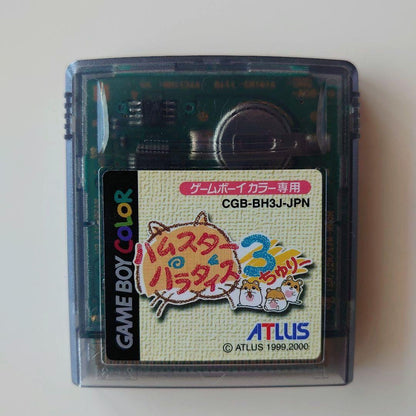 ゲームボーイカラー専用
CGB-BH3J-JPN
GAME BOY COLOR
ハムスター
パラダイス
3
ちゅりー
ATLUS
© ATLUS 1999,2000